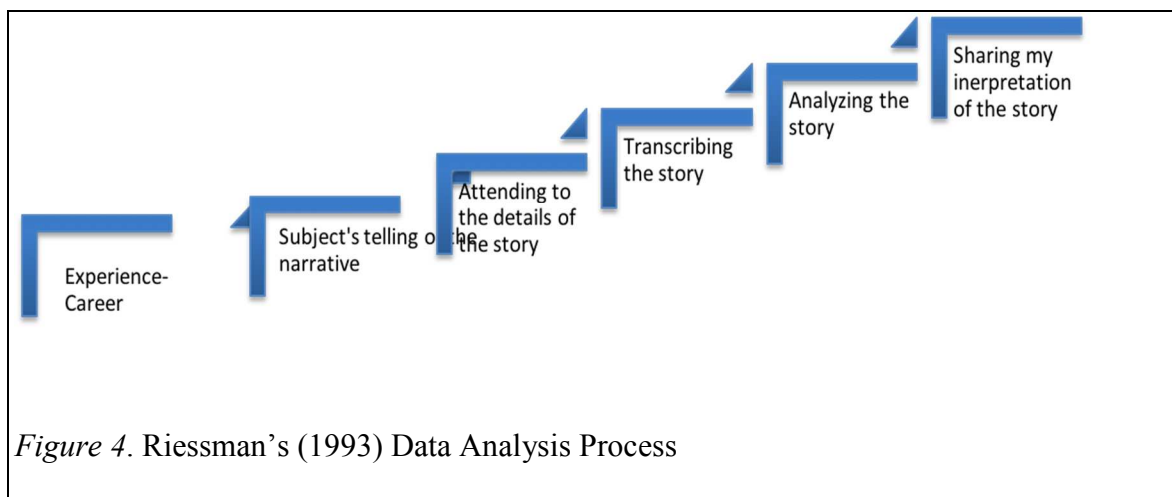 Experience-
Career
Subject's telling of the
narrative
Attending to
the details of
the story
Transcribing
the story
Analyzing the
story
Sharing my
inerpretation
of the story
Figure 4. Riessman’s (1993) Data Analysis Process